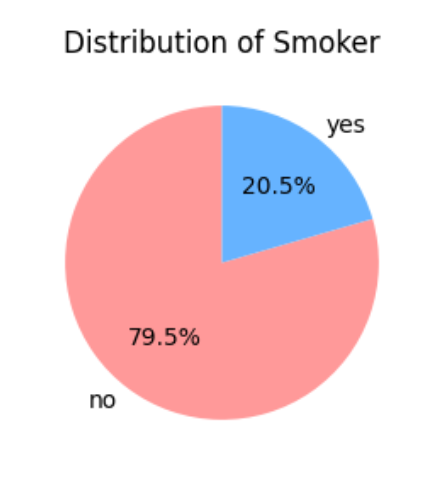 Distribution of Smoker
yes
20.5%
79.5%
no